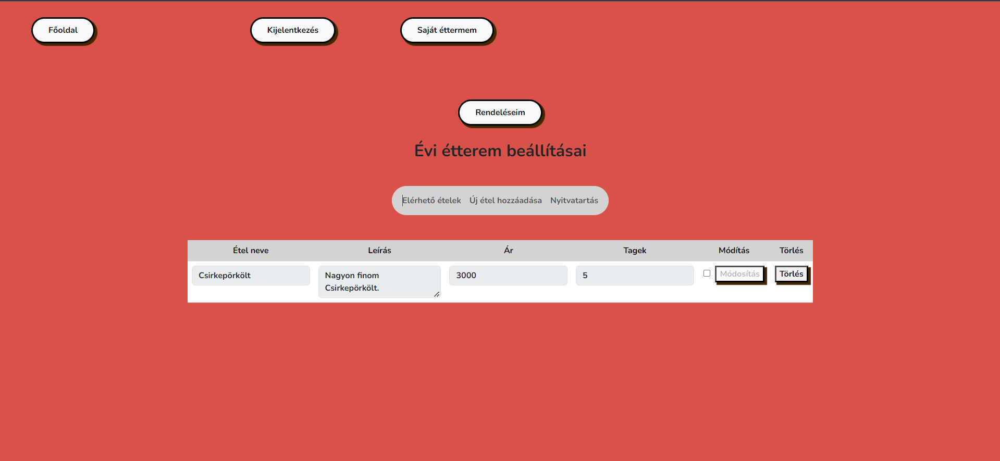 Főoldal
Kijelentkezés
Saját éttermem
Rendeléseim
Évi étterem beállításai
Elérhető ételek Új étel hozzáadása Nyitvatartás
Étel neve Leírás Ár Tagek Módítás Törlés
Csirkepörkölt Nagyon finom 3000 5 Módosítás Törlés
Csirkepörkölt.